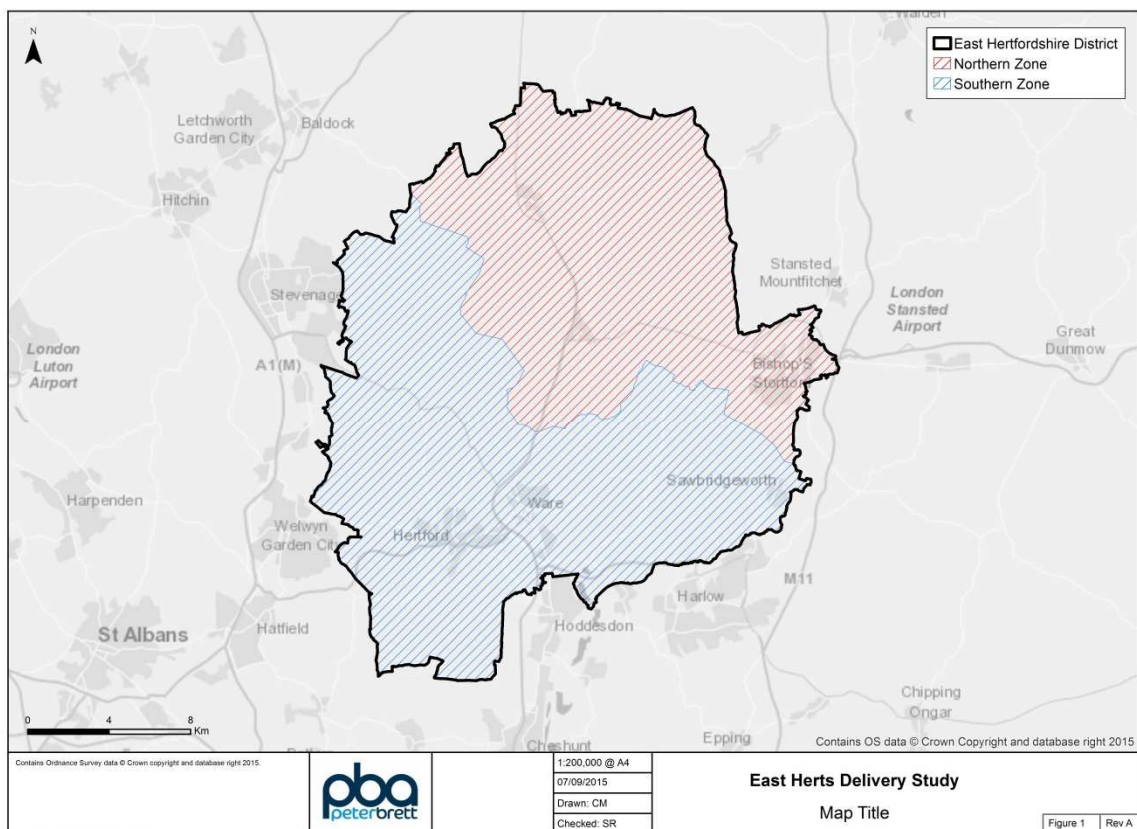 N
Walden
East Hertfordshire District
Northern Zone
Southern Zone
Letchworth
Garden City
Baldock
Hitchin
Stansted
Mountfitchet
Stevenag
London
Stansted
Airport
Great
Dunmow
London
Luton
Airport
A1(M)
Bishop'S
Stortfor
Harpenden
Sawbridgeworth
Ware
Welwyn
Garden City
Hertford
M11
Harlow
St Albans
Hatfield
Hoddesdon
Chipping
Ongar
0 4 8
Km
Cheshunt
Epping
Contains OS data © Crown Copyright and database right 2015
Contains Ordnance Survey data © Crown copyright and database right 2015.
pba
peterbrett
1:200,000 @ A4
07/09/2015
Drawn: CM
Checked: SR
East Herts Delivery Study
Map Title
Figure 1
Rev A